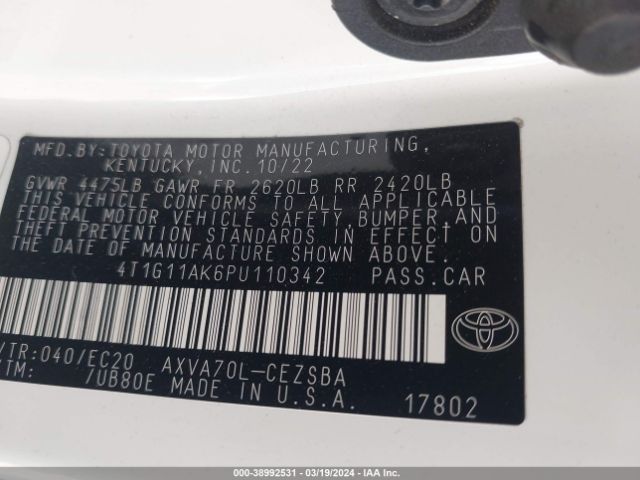 MFD.BY:TOYOTA MOTOR MANUFACTURING,
KENTUCKY,INC.10/22
GVWR 4475LB GAWR FR 2620LB RR 2420LB
THIS VEHICLE CONFORMS TO ALL APPLICABLE
FEDERAL MOTOR VEHICLE SAFETY, BUMPER,AND
THEFT PREVENTION STANDARDS IN EFFECT ON
THE DATE OF MANUFACTURE SHOWN ABOVE.
4T1G11AK6PU110342 PASS.CAR
/TR:040/EC20 AXVA70L-CEZSBA
TM: /UB80E MADE IN U.S.A. 17802
000-38992531 - 03/19/2024 - IAA Inc.